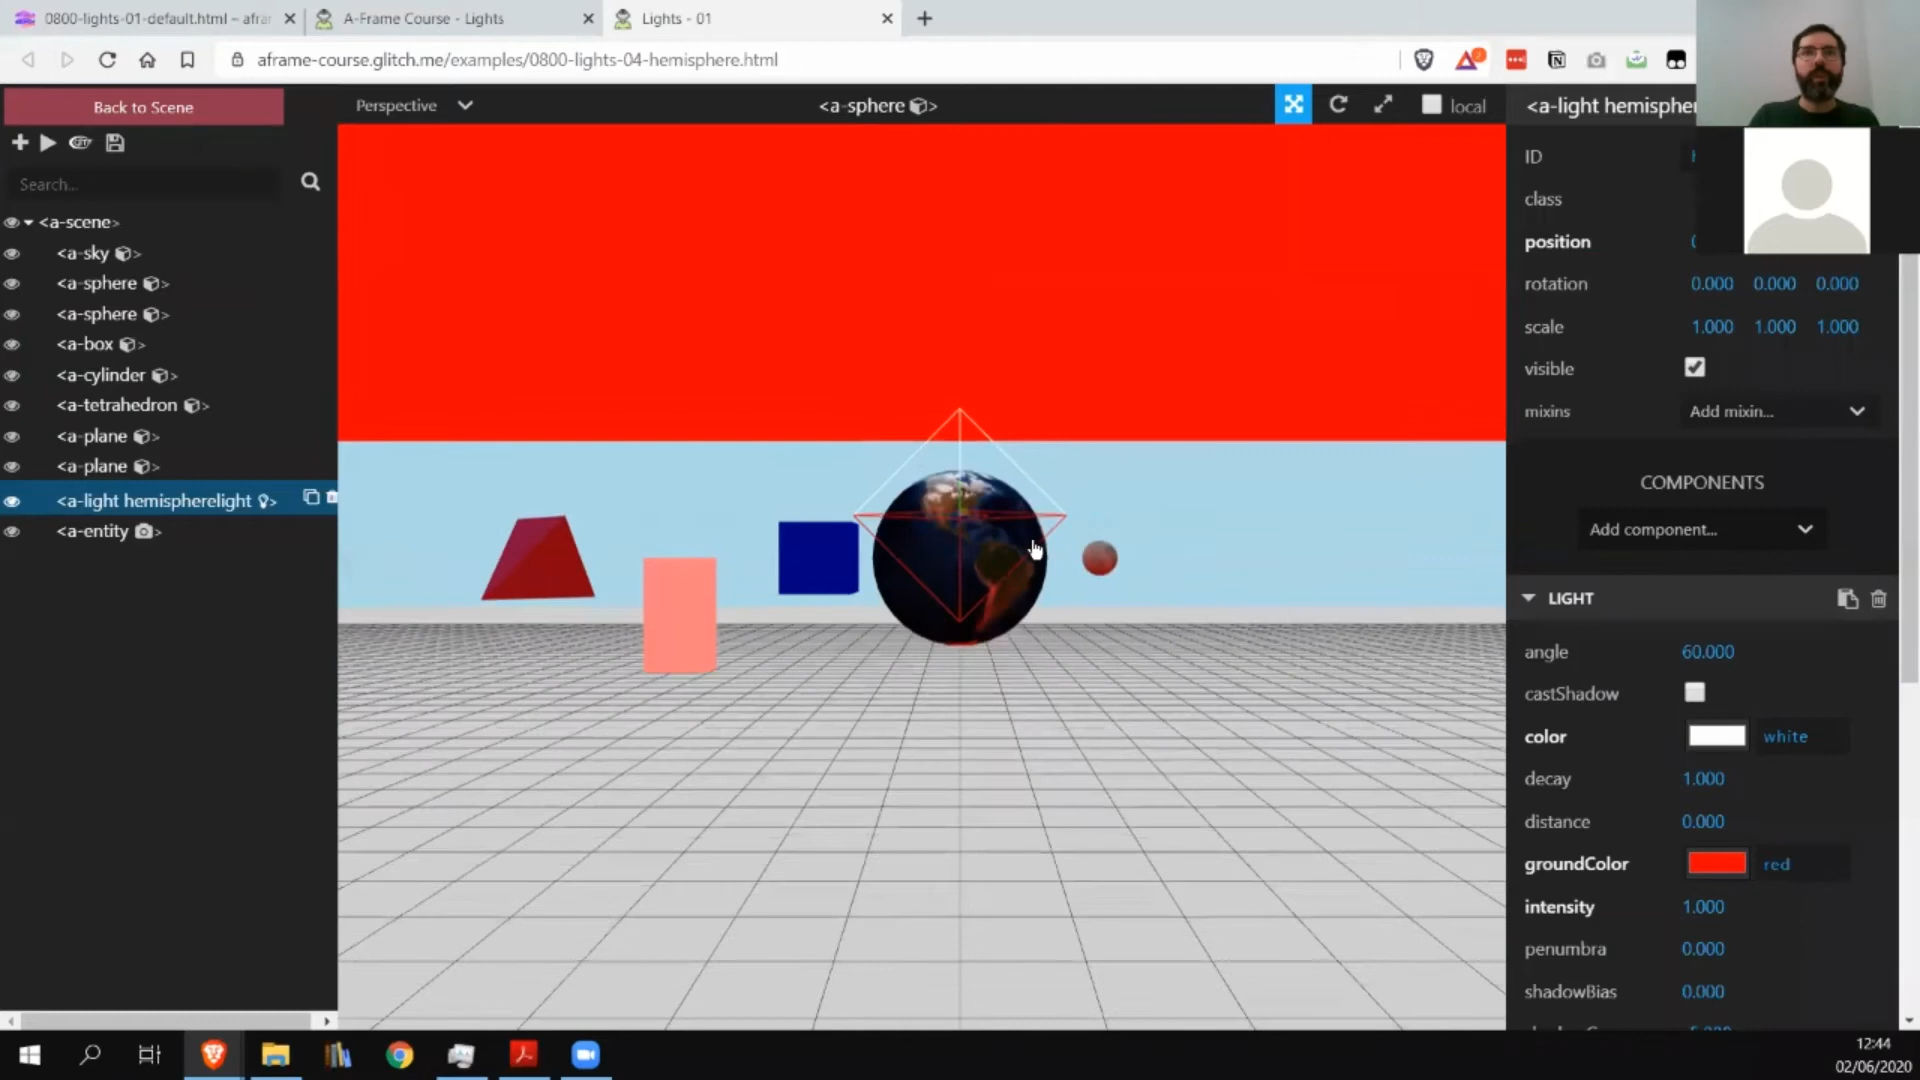 0800-lights-01-default.html – afra
A-Frame Course - Lights
Lights - 01
aframe-course.glitch.me/examples/0800-lights-04-hemisphere.html
Back to Scene
Perspective
<a-sphere >
local
<a-light hemispher
Search...
<a-scene>
<a-sky >
<a-sphere >
<a-sphere >
<a-box >
<a-cylinder >
<a-tetrahedron >
<a-plane >
<a-plane >
<a-light hemispherelight >
<a-entity >
ID
class
position
rotation 0.000 0.000 0.000
scale 1.000 1.000 1.000
visible
mixins Add mixin...
COMPONENTS
Add component...
LIGHT
angle 60.000
castShadow
color white
decay 1.000
distance 0.000
groundColor red
intensity 1.000
penumbra 0.000
shadowBias 0.000
12:44
02/06/2020